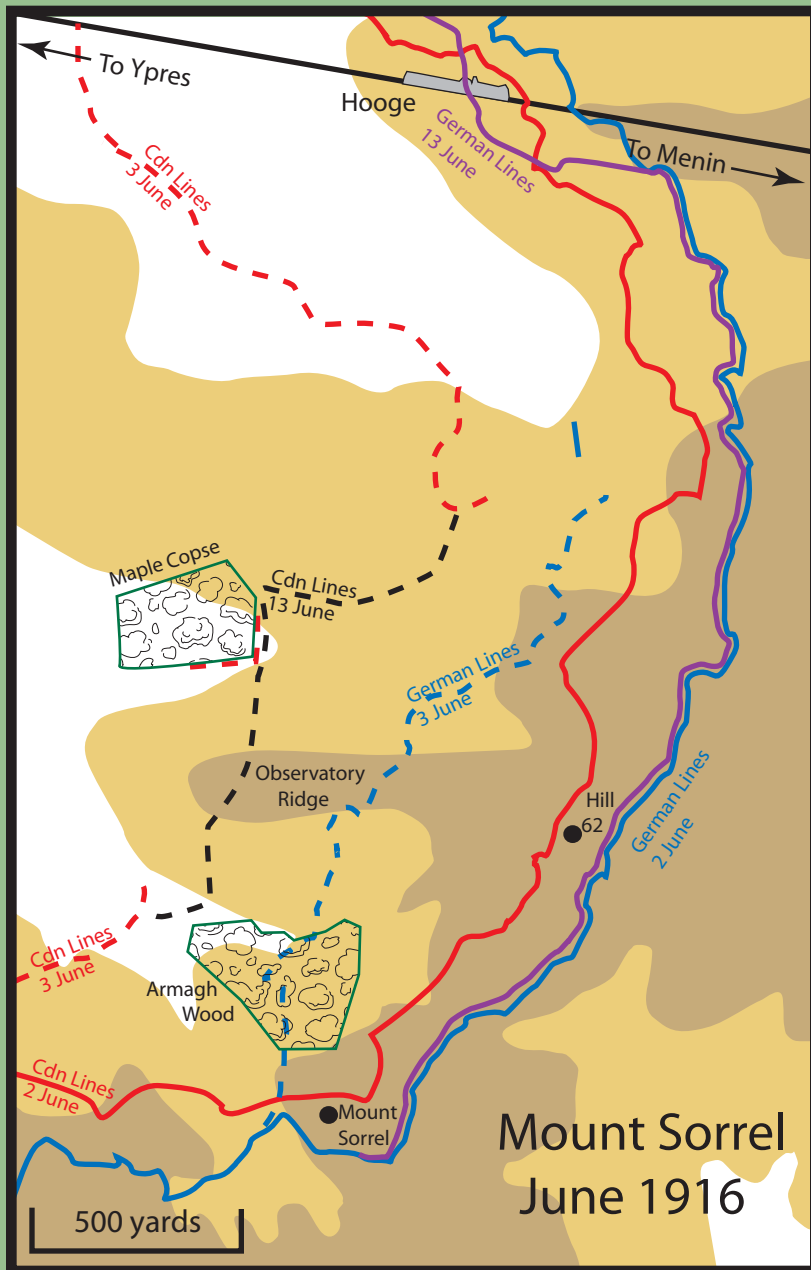 To Ypres
Hooge
German Lines
13 June
To Menin
Cdn Lines
3 June
Maple Copse
Cdn Lines
13 June
German Lines
3 June
Observatory
Ridge
Hill
62
German Lines
2 June
Cdn Lines
3 June
Armagh
Wood
Cdn Lines
2 June
Mount
Sorrel
Mount Sorrel
June 1916
500 yards